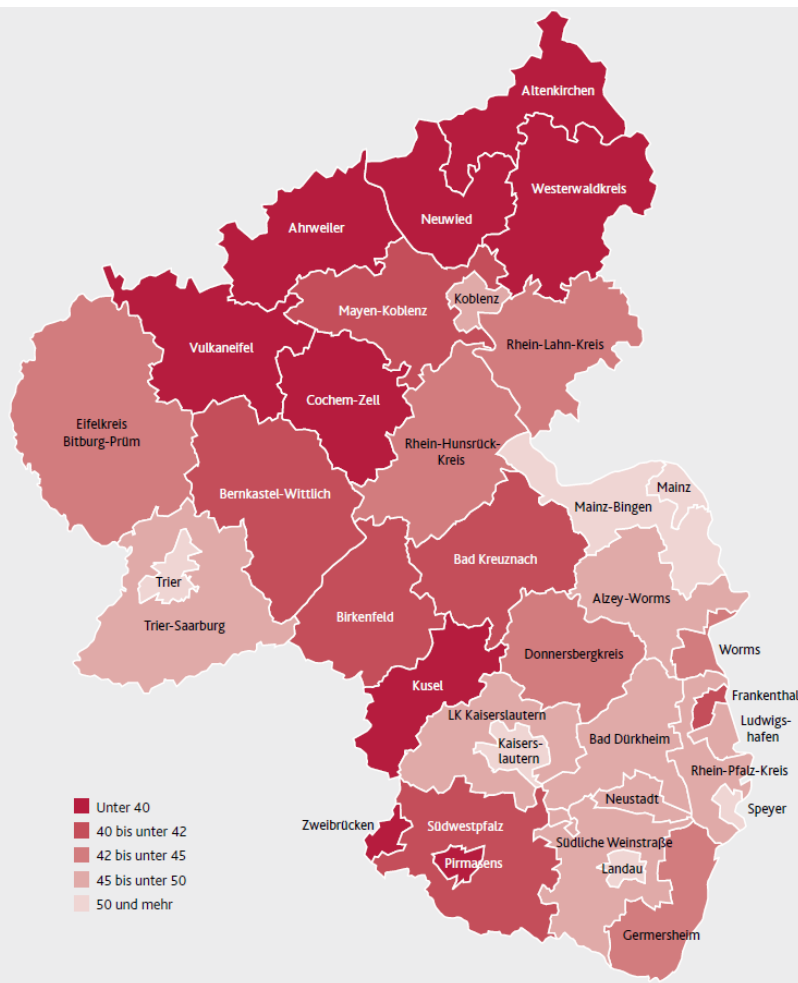 Altenkirchen
Westerwaldkreis
Neuwied
Ahrweiler
Koblenz
Mayen-Koblenz
Rhein-Lahn-Kreis
Vulkaneifel
Cochem-Zell
Eifelkreis
Bitburg-Prüm
Rhein-Hunsrück-
Kreis
Bernkastel-Wittlich
Mainz
Mainz-Bingen
Bad Kreuznach
Trier
Alzey-Worms
Birkenfeld
Trier-Saarburg
Worms
Donnersbergkreis
Kusel
Frankenthal
LK Kaiserslautern
Ludwigs-
hafen
Bad Dürkheim
Kaisers-
lautern
Rhein-Pfalz-Kreis
Neustadt
Speyer
Zweibrücken
Südwestpfalz
Südliche Weinstraße
Pirmasens
Landau
Germersheim
Unter 40
40 bis unter 42
42 bis unter 45
45 bis unter 50
50 und mehr